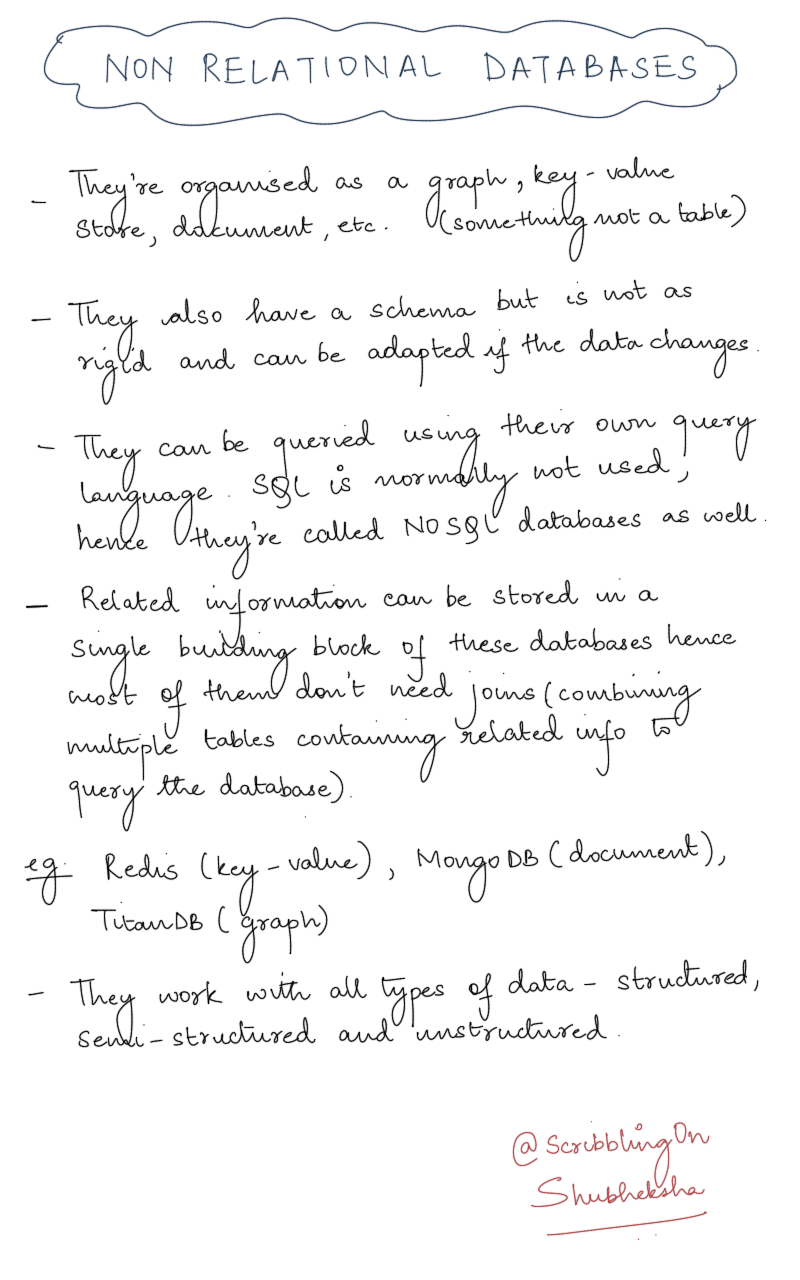 NON RELATIONAL DATABASES
- They're organised as a graph, key-value
store, document, etc. (something not a table)
- They also have a schema but is not as
rigid and can be adapted if the data changes.
- They can be queried using their own query
language. SQL is normally not used,
hence they're called NOSQL databases as well.
- Related information can be stored in a
single building block of these databases hence
most of them don't need joins (combining
multiple tables containing related info to
query the database).
eg. Redis (key-value), MongoDB (document),
TitanDB (graph)
- They work with all types of data - structured,
semi-structured and unstructured.
@ScribblingOn
Shubheksha